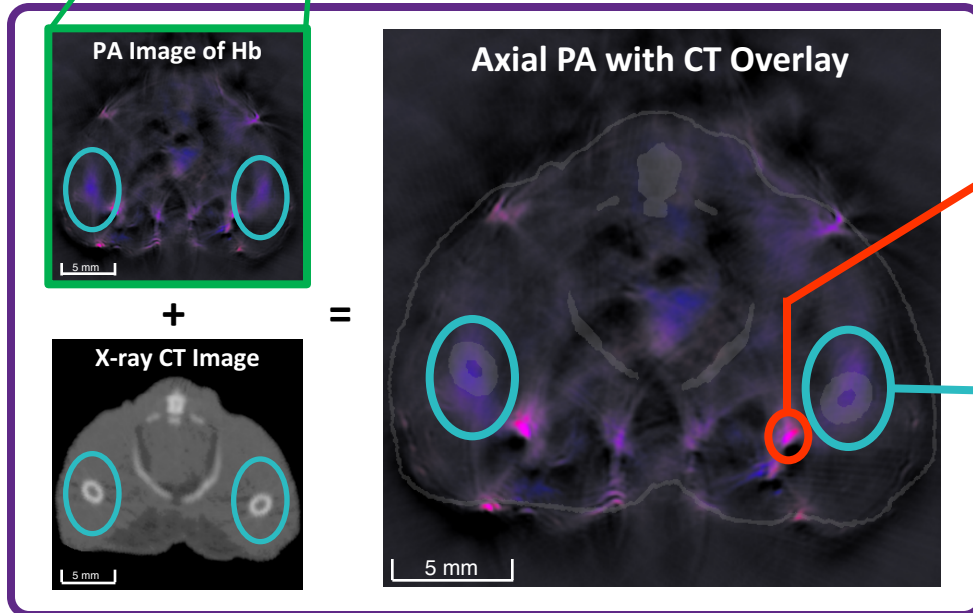 PA Image of Hb
5 mm
+
X-ray CT Image
5 mm
=
Axial PA with CT Overlay
5 mm